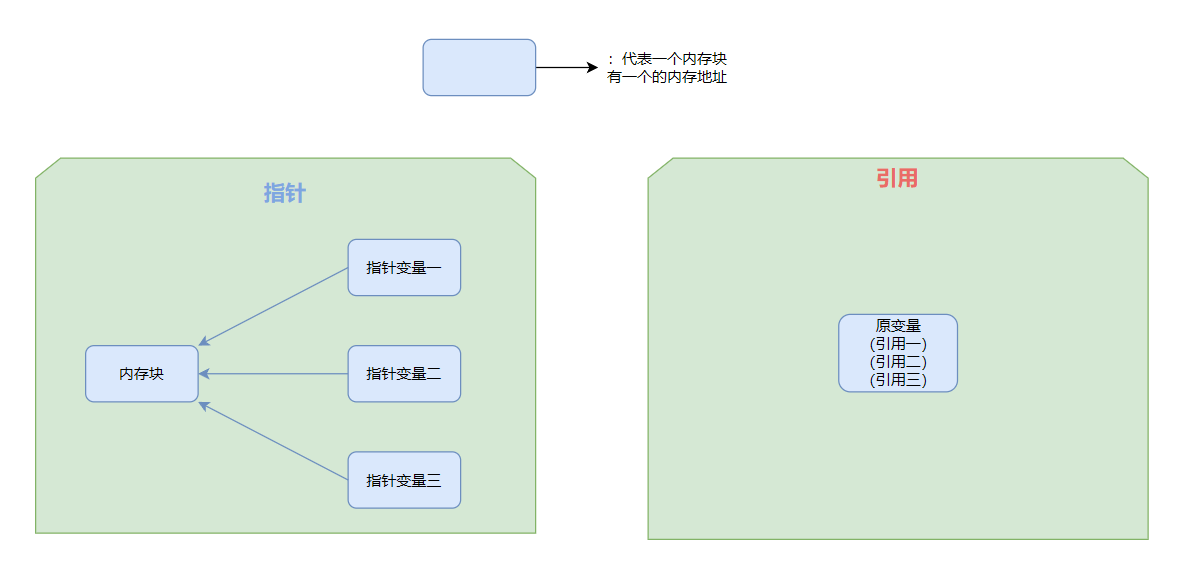 ：代表一个内存块
有一个的内存地址
指针
指针变量一
内存块
指针变量二
指针变量三
引用
原变量
(引用一)
(引用二)
(引用三)